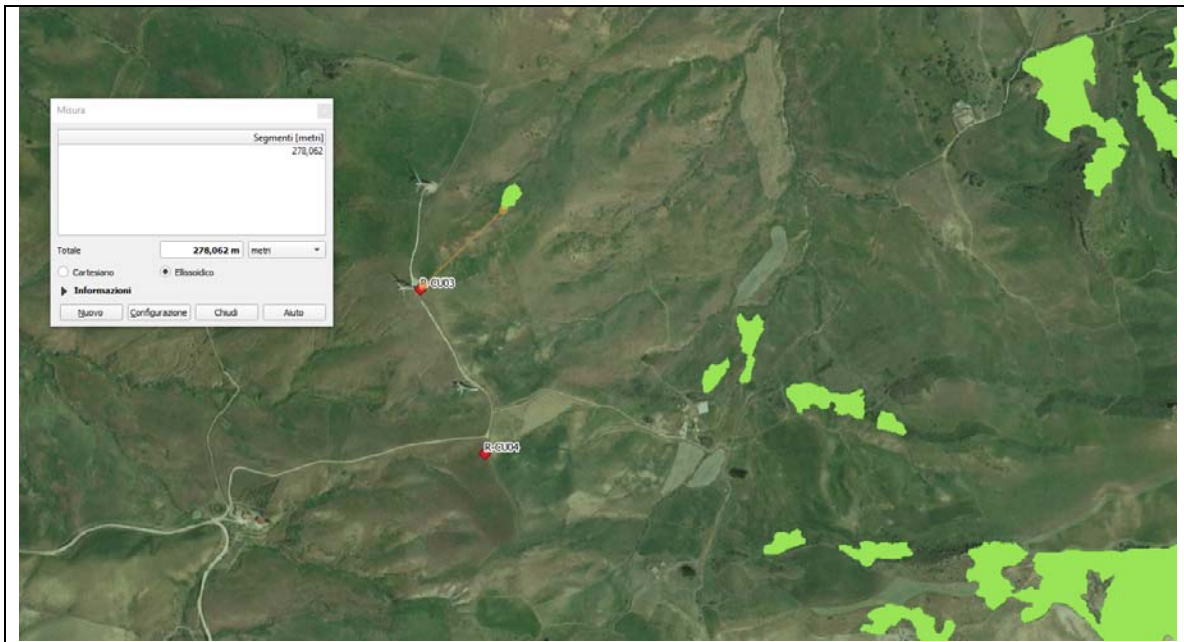 Misura
Segmenti [metri]
278,062
Totale
278,062 m
metri
Cartesiano
Ellissoidico
Informazioni
Nuovo
Configurazione
Chiudi
Aiuto
R-CU03
R-CU04